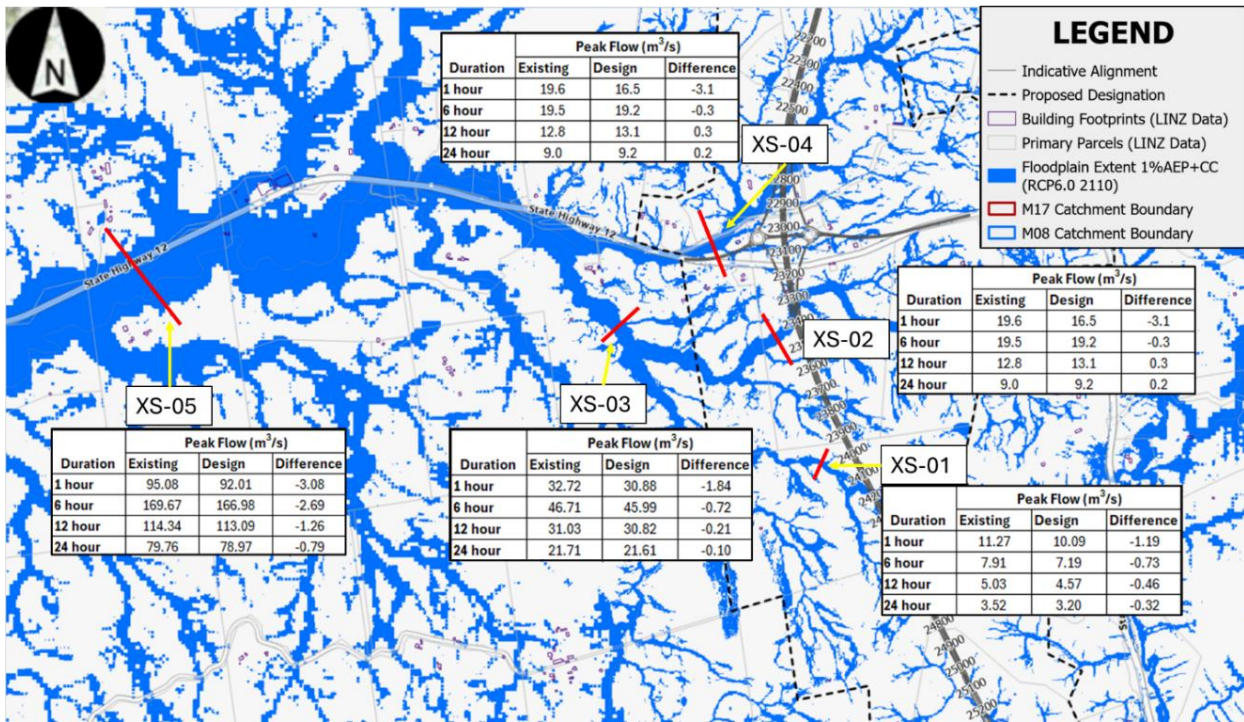 N
Peak Flow (m³/s)
Duration Existing Design Difference
1 hour 19.6 16.5 -3.1
6 hour 19.5 19.2 -0.3
12 hour 12.8 13.1 0.3
24 hour 9.0 9.2 0.2
XS-04
LEGEND
Indicative Alignment
Proposed Designation
Building Footprints (LINZ Data)
Primary Parcels (LINZ Data)
Floodplain Extent 1%AEP+CC
(RCP6.0 2110)
M17 Catchment Boundary
M08 Catchment Boundary
22200
22300
22400
22500
22800
22900
23000
23100
23200
23300
23400
23600
23700
23800
23900
24000
24100
24800
24900
25000
25100
25200
State Highway 12
State Highway 12
Peak Flow (m³/s)
Duration Existing Design Difference
1 hour 19.6 16.5 -3.1
6 hour 19.5 19.2 -0.3
12 hour 12.8 13.1 0.3
24 hour 9.0 9.2 0.2
XS-02
XS-03
XS-05
XS-01
Peak Flow (m³/s)
Duration Existing Design Difference
1 hour 95.08 92.01 -3.08
6 hour 169.67 166.98 -2.69
12 hour 114.34 113.09 -1.26
24 hour 79.76 78.97 -0.79
Peak Flow (m³/s)
Duration Existing Design Difference
1 hour 32.72 30.88 -1.84
6 hour 46.71 45.99 -0.72
12 hour 31.03 30.82 -0.21
24 hour 21.71 21.61 -0.10
Peak Flow (m³/s)
Duration Existing Design Difference
1 hour 11.27 10.09 -1.19
6 hour 7.91 7.19 -0.73
12 hour 5.03 4.57 -0.46
24 hour 3.52 3.20 -0.32